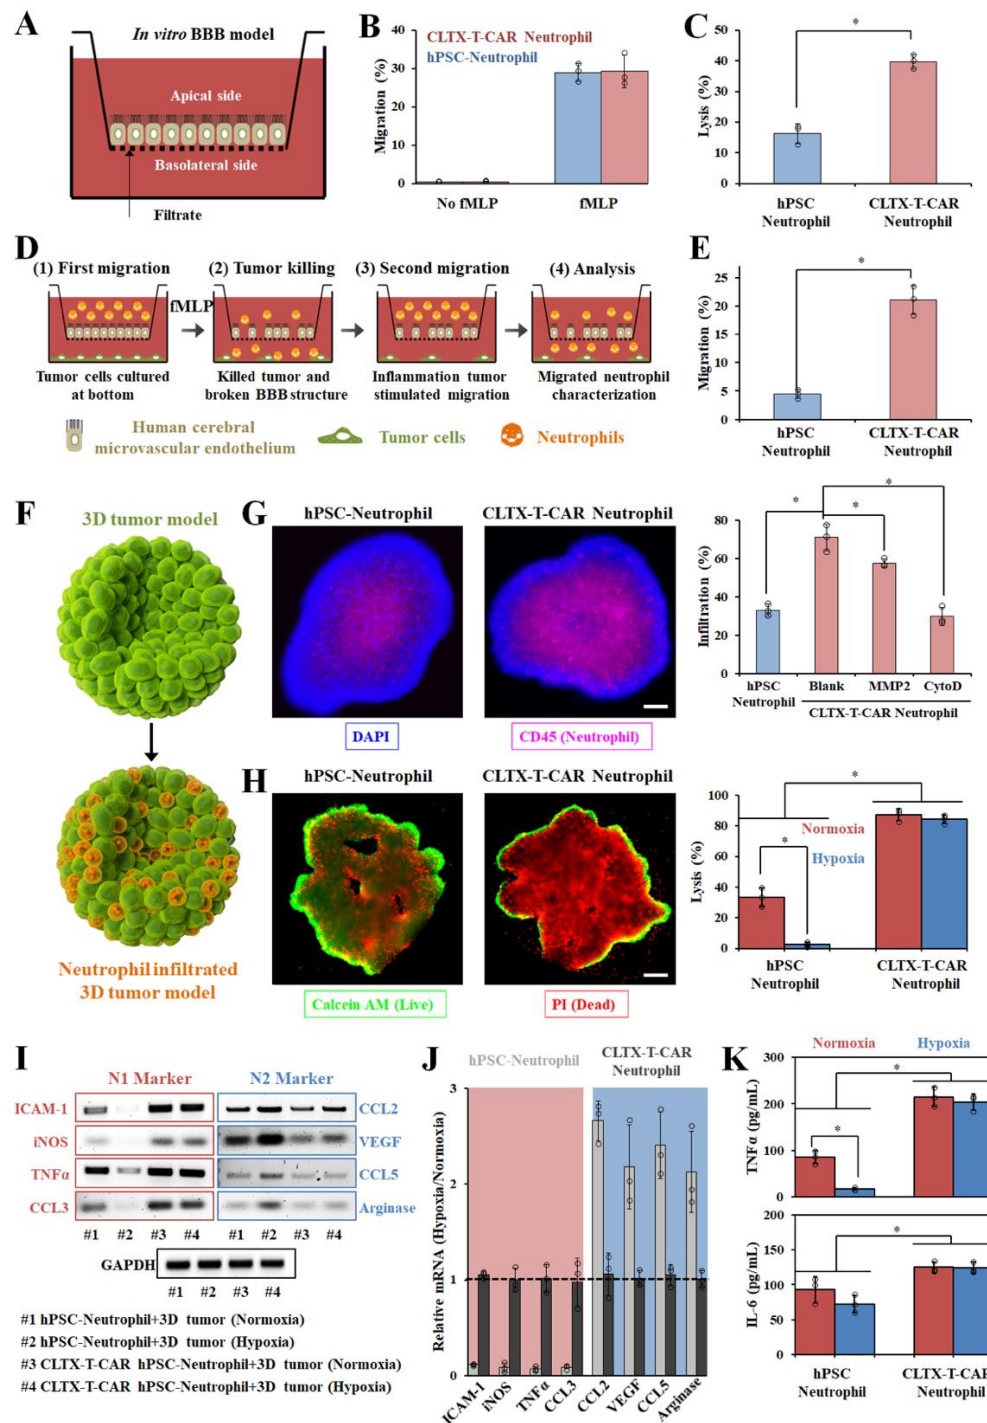 A
In vitro BBB model
Apical side
Basolateral side
Filtrate
B
CLTX-T-CAR Neutrophil
hPSC-Neutrophil
Migration (%)
40
30
20
10
0
No fMLP
fMLP
C
Lysis (%)
50
40
30
20
10
0
*
hPSC
Neutrophil
CLTX-T-CAR
Neutrophil
D
(1) First migration
(2) Tumor killing
(3) Second migration
(4) Analysis
fMLP
Tumor cells cultured
at bottom
Killed tumor and
broken BBB structure
Inflammation tumor
stimulated migration
Migrated neutrophil
characterization
Human cerebral
microvascular endothelium
Tumor cells
Neutrophils
E
Migration (%)
25
20
15
10
5
0
*
hPSC
Neutrophil
CLTX-T-CAR
Neutrophil
F
3D tumor model
Neutrophil infiltrated
3D tumor model
G
hPSC-Neutrophil
CLTX-T-CAR Neutrophil
DAPI
CD45 (Neutrophil)
Infiltration (%)
100
80
60
40
20
0
*
*
*
hPSC
Neutrophil
Blank
MMP2
CytoD
CLTX-T-CAR Neutrophil
H
hPSC-Neutrophil
CLTX-T-CAR Neutrophil
Calcein AM (Live)
PI (Dead)
Lysis (%)
100
80
60
40
20
0
*
Normoxia
*
Hypoxia
hPSC
Neutrophil
CLTX-T-CAR
Neutrophil
I
N1 Marker
N2 Marker
ICAM-1
CCL2
iNOS
VEGF
TNFα
CCL5
CCL3
Arginase
#1 #2 #3 #4
#1 #2 #3 #4
GAPDH
#1 #2 #3 #4
#1 hPSC-Neutrophil+3D tumor (Normoxia)
#2 hPSC-Neutrophil+3D tumor (Hypoxia)
#3 CLTX-T-CAR hPSC-Neutrophil+3D tumor (Normoxia)
#4 CLTX-T-CAR hPSC-Neutrophil+3D tumor (Hypoxia)
J
hPSC-Neutrophil
CLTX-T-CAR
Neutrophil
Relative mRNA (Hypoxia/Normoxia)
3
2
1
0
ICAM-1
iNOS
TNFα
CCL3
CCL2
VEGF
CCL5
Arginase
K
Normoxia
Hypoxia
TNFα (pg/mL)
300
200
100
0
*
*
IL-6 (pg/mL)
200
150
100
50
0
*
hPSC
Neutrophil
CLTX-T-CAR
Neutrophil